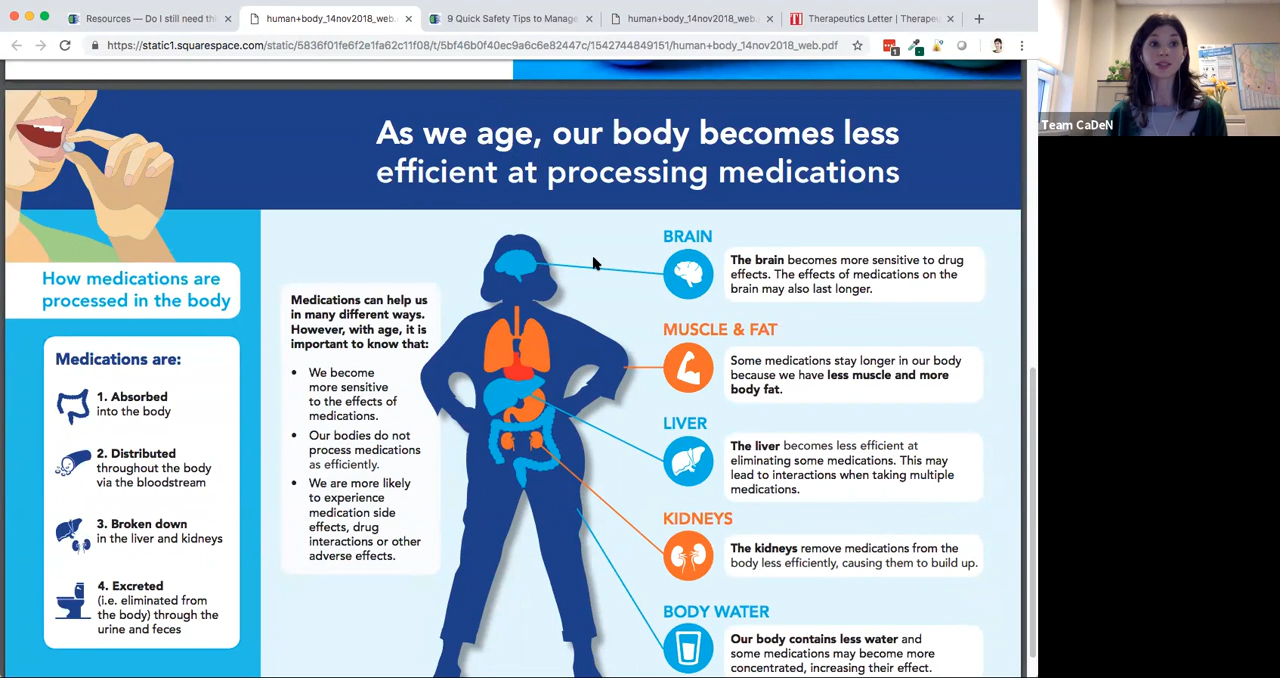 Resources — Do I still need thi
human+body_14nov2018_web.
9 Quick Safety Tips to Manage
human+body_14nov2018_web.
Therapeutics Letter | Therapeu
https://static1.squarespace.com/static/5836f01fe6f2e1fa62c11f08/t/5bf46b0f40ec9a6c6e82447c/1542744849151/human+body_14nov2018_web.pdf
1
Team CaDeN
As we age, our body becomes less
efficient at processing medications
How medications are
processed in the body
Medications are:
1. Absorbed
into the body
2. Distributed
throughout the body
via the bloodstream
3. Broken down
in the liver and kidneys
4. Excreted
(i.e. eliminated from
the body) through the
urine and feces
Medications can help us
in many different ways.
However, with age, it is
important to know that:
• We become
more sensitive
to the effects of
medications.
• Our bodies do not
process medications
as efficiently.
• We are more likely
to experience
medication side
effects, drug
interactions or other
adverse effects.
BRAIN
The brain becomes more sensitive to drug
effects. The effects of medications on the
brain may also last longer.
MUSCLE & FAT
Some medications stay longer in our body
because we have less muscle and more
body fat.
LIVER
The liver becomes less efficient at
eliminating some medications. This may
lead to interactions when taking multiple
medications.
KIDNEYS
The kidneys remove medications from the
body less efficiently, causing them to build up.
BODY WATER
Our body contains less water and
some medications may become more
concentrated, increasing their effect.